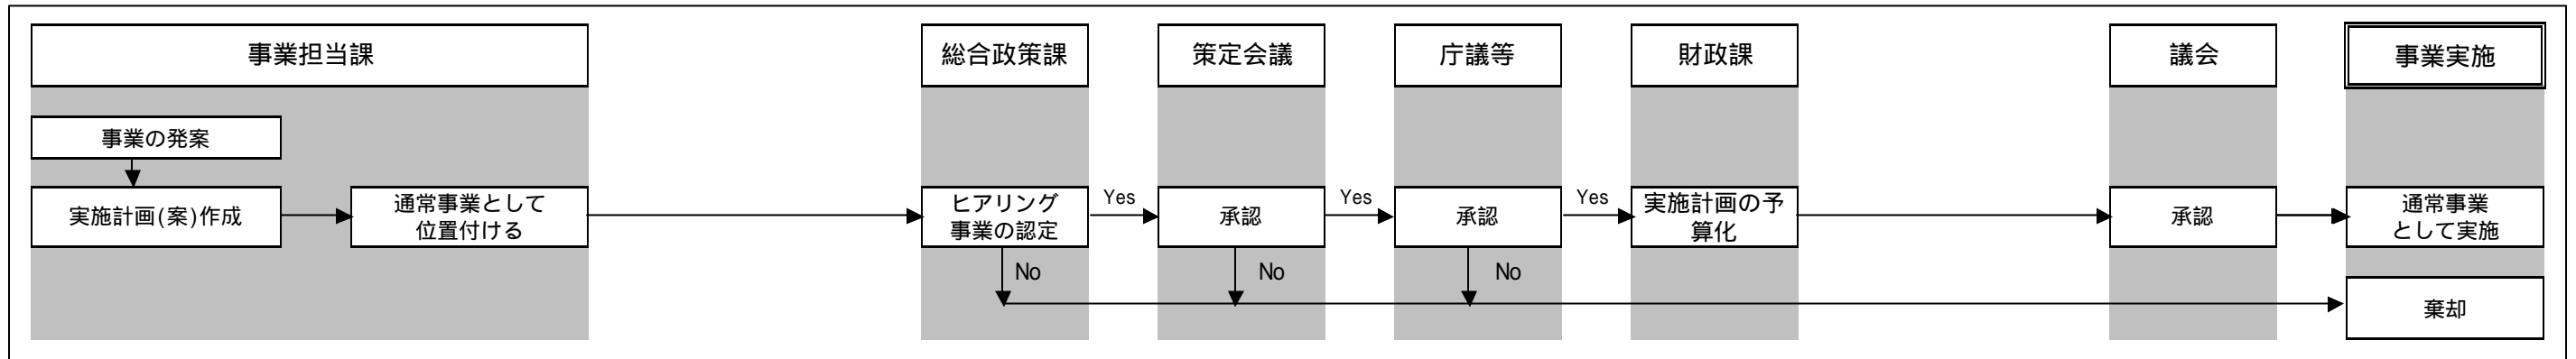 事業担当課
総合政策課
策定会議
庁議等
財政課
議会
事業実施
事業の発案
実施計画(案)作成
通常事業として
位置付ける
ヒアリング
事業の認定
Yes
承認
Yes
承認
Yes
実施計画の予
算化
承認
通常事業
として実施
No
No
No
棄却